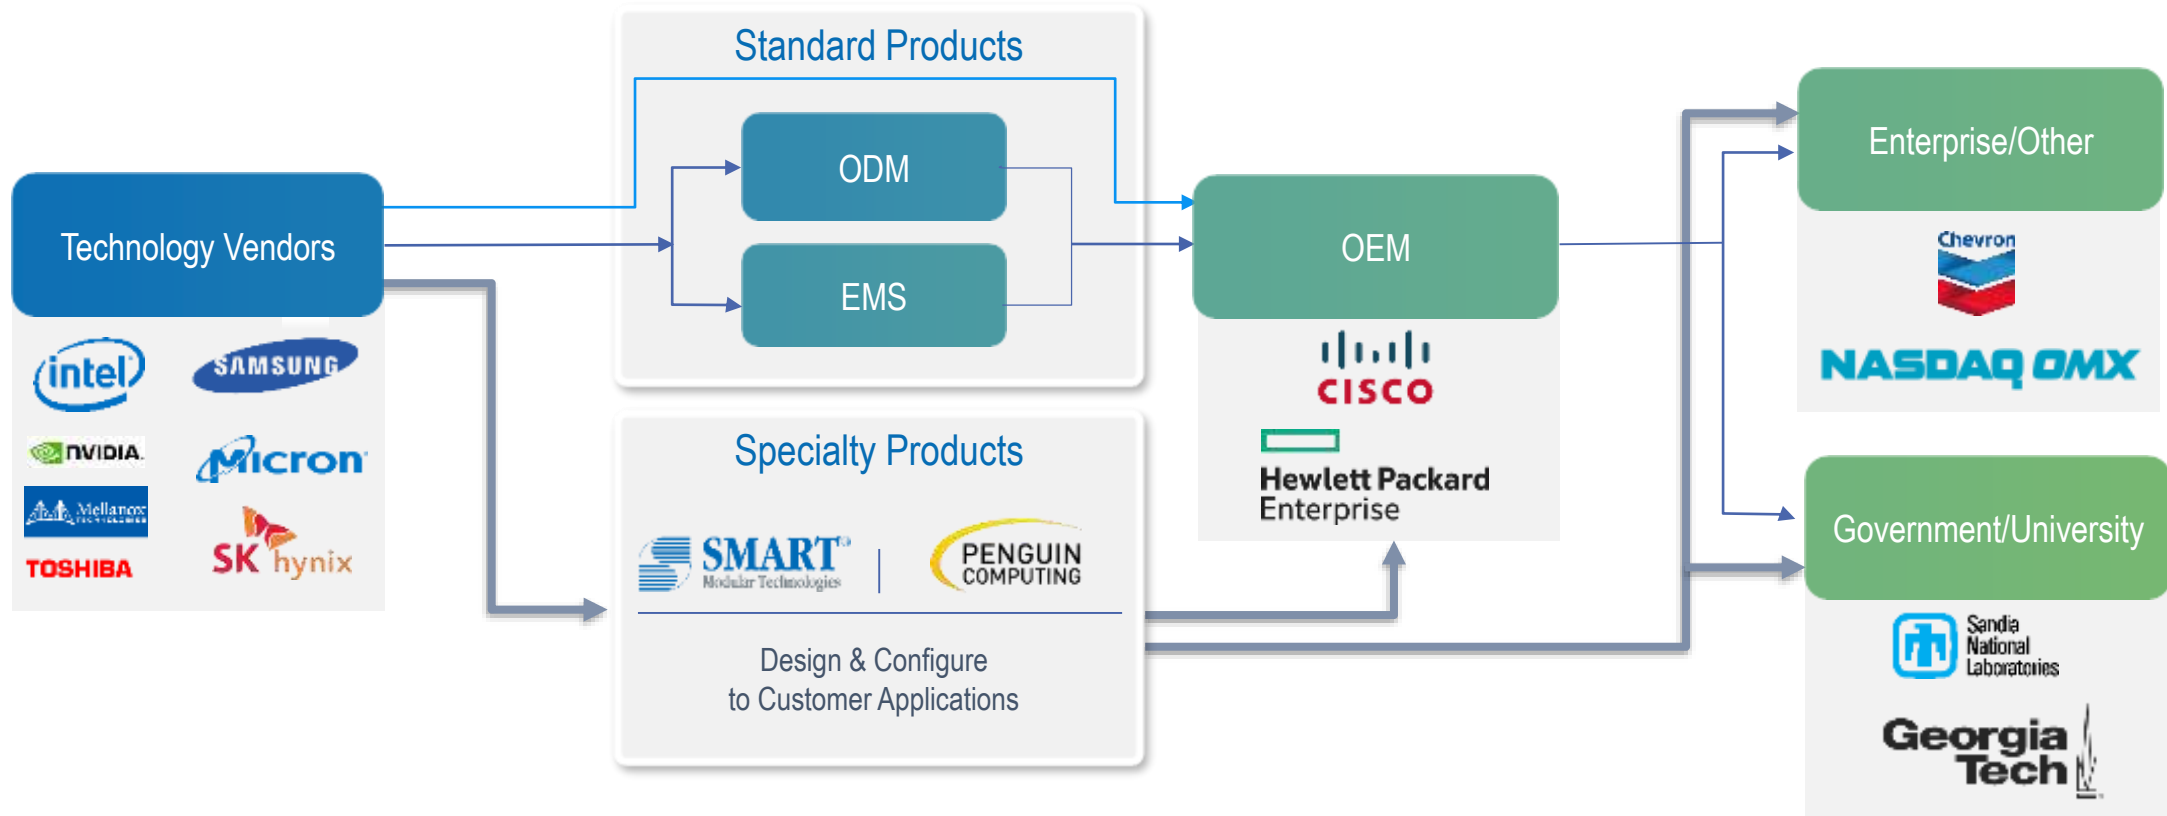 Standard Products
ODM
EMS
Technology Vendors
intel
SAMSUNG
NVIDIA.
Micron
Mellanox
TECHNOLOGIES
TOSHIBA
SK hynix
Specialty Products
SMART®
Modular Technologies
PENGUIN
COMPUTING
Design & Configure
to Customer Applications
OEM
CISCO
Hewlett Packard
Enterprise
Enterprise/Other
Chevron
NASDAQ OMX
Government/University
Sandia
National
Laboratories
Georgia
Tech